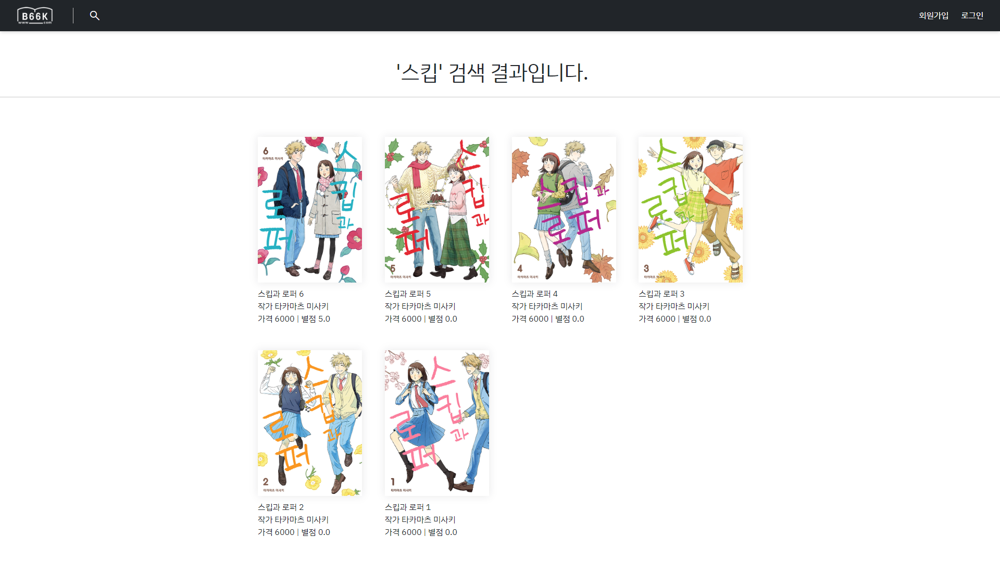 B66K
www.com
회원가입 로그인
'스킵' 검색 결과입니다.
6
타카마츠 미사키
스킵과
로퍼
스킵과
로퍼
5
타카마츠 미사키
스킵과
로퍼
4
타카마츠 미사키
스킵과
로퍼
3
타카마츠 미사키
스킵과 로퍼 6
작가 타카마츠 미사키
가격 6000 | 별점 5.0
스킵과 로퍼 5
작가 타카마츠 미사키
가격 6000 | 별점 0.0
스킵과 로퍼 4
작가 타카마츠 미사키
가격 6000 | 별점 0.0
스킵과 로퍼 3
작가 타카마츠 미사키
가격 6000 | 별점 0.0
스킵과
로퍼
2
타카마츠 미사키
스킵과
로퍼
1
타카마츠 미사키
스킵과 로퍼 2
작가 타카마츠 미사키
가격 6000 | 별점 0.0
스킵과 로퍼 1
작가 타카마츠 미사키
가격 6000 | 별점 0.0